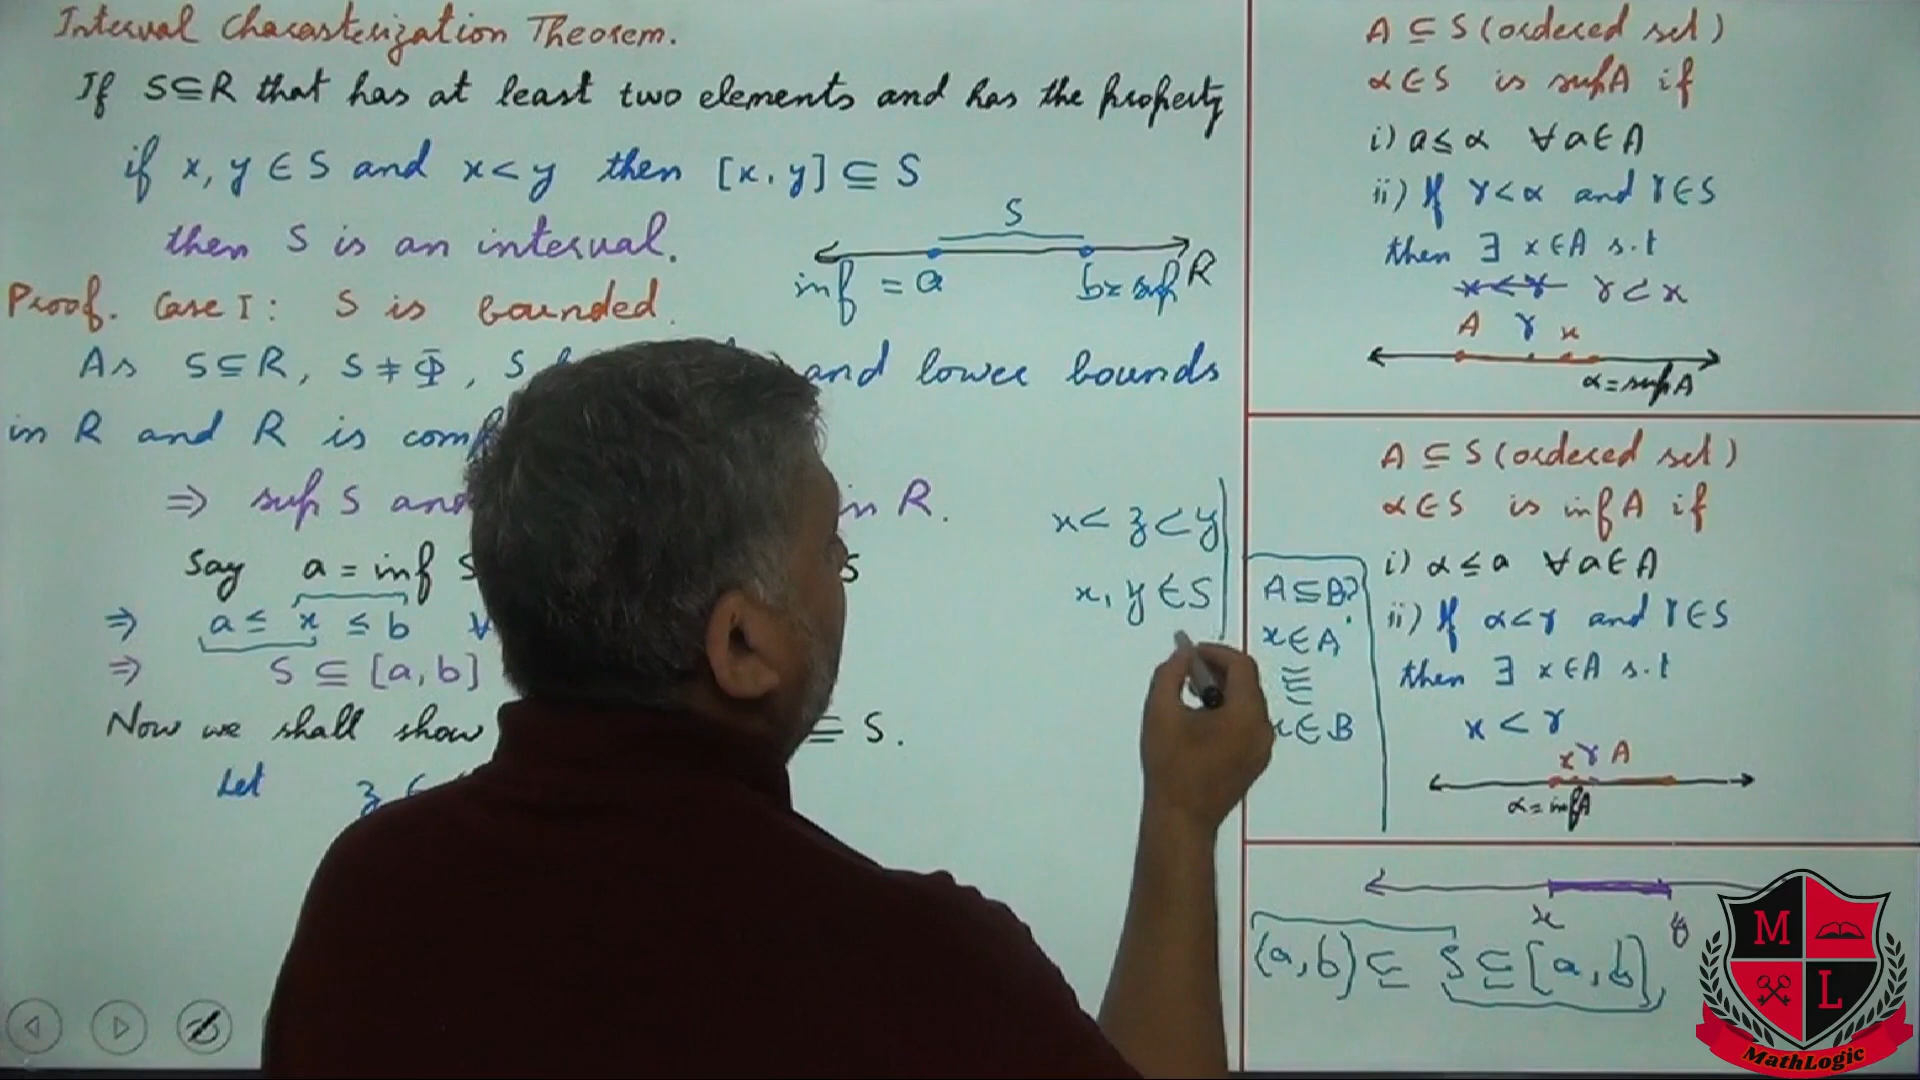 Interval Characterization Theorem.
If S⊆R that has at least two elements and has the property
if x, y ∈ S and x < y then [x, y] ⊆ S
then S is an interval.
S
inf = a
b = sup
R
Proof. Case I: S is bounded.
As S⊆R, S ≠ Φ, S and lower bounds
in R and R is
⇒ sup S and in R.
Say a = inf S
⇒ a ≤ x ≤ b
⇒ S ⊆ [a, b]
Now we shall show ⊆ S.
Let z
x < z < y
x, y ∈ S
A ⊆ B?
x ∈ A
x ∈ B
A ⊆ S (ordered set)
α ∈ S is sup A if
i) a ≤ α ∀ a ∈ A
ii) If γ < α and γ ∈ S
then ∃ x ∈ A s.t
x < γ γ < x
A γ x
α = sup A
A ⊆ S (ordered set)
α ∈ S is inf A if
i) α ≤ a ∀ a ∈ A
ii) If α < γ and γ ∈ S
then ∃ x ∈ A s.t
x < γ
x γ A
α = inf A
x
(a, b) ⊆ S ⊆ [a, b]
M
L
MathLogic